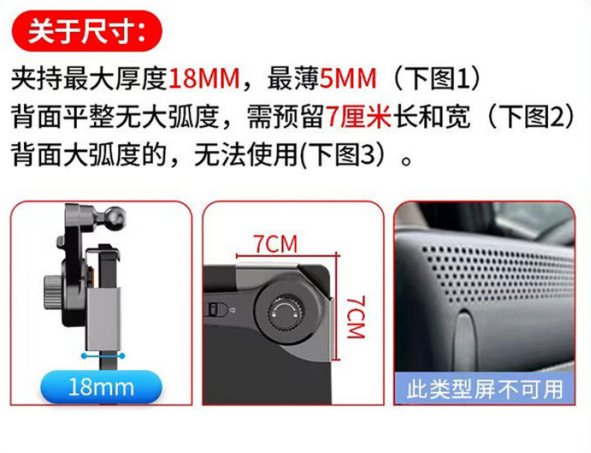 关于尺寸:
夹持最大厚度18MM，最薄5MM（下图1）
背面平整无大弧度，需预留7厘米长和宽（下图2）
背面大弧度的，无法使用(下图3）。
7CM
7CM
18mm
此类型屏不可用